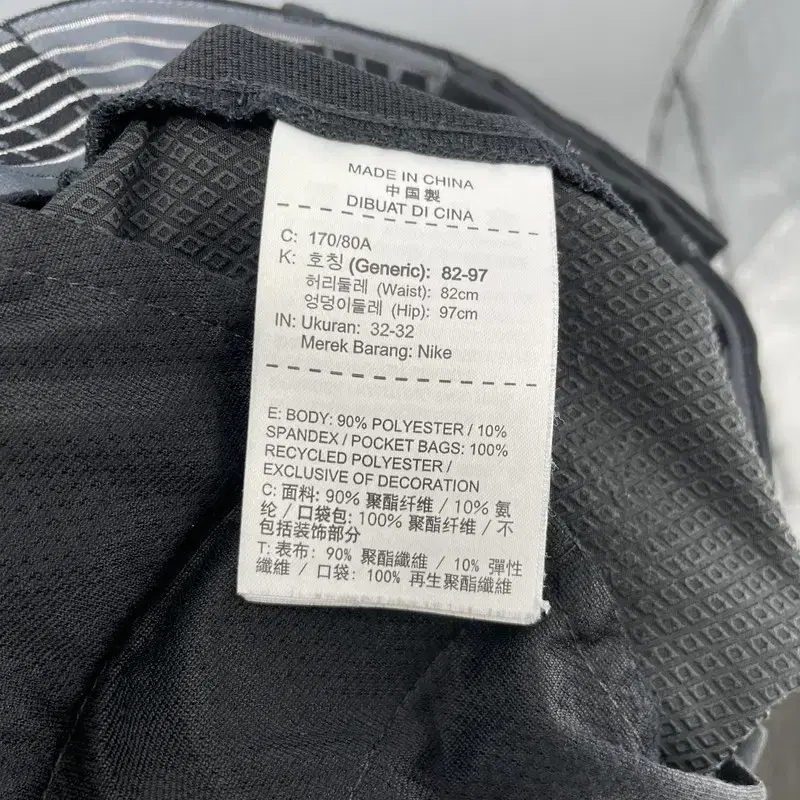 MADE IN CHINA
中国製
DIBUAT DI CINA
C: 170/80A
K: 호칭 (Generic): 82-97
허리둘레 (Waist): 82cm
엉덩이둘레 (Hip): 97cm
IN: Ukuran: 32-32
Merek Barang: Nike
E: BODY: 90% POLYESTER / 10%
SPANDEX / POCKET BAGS: 100%
RECYCLED POLYESTER /
EXCLUSIVE OF DECORATION
C: 面料: 90% 聚酯纤维 / 10% 氨
纶 / 口袋包: 100% 聚酯纤维 / 不
包括装饰部分
T: 表布: 90% 聚酯纖維 / 10% 彈性
纖維 / 口袋: 100% 再生聚酯纖維